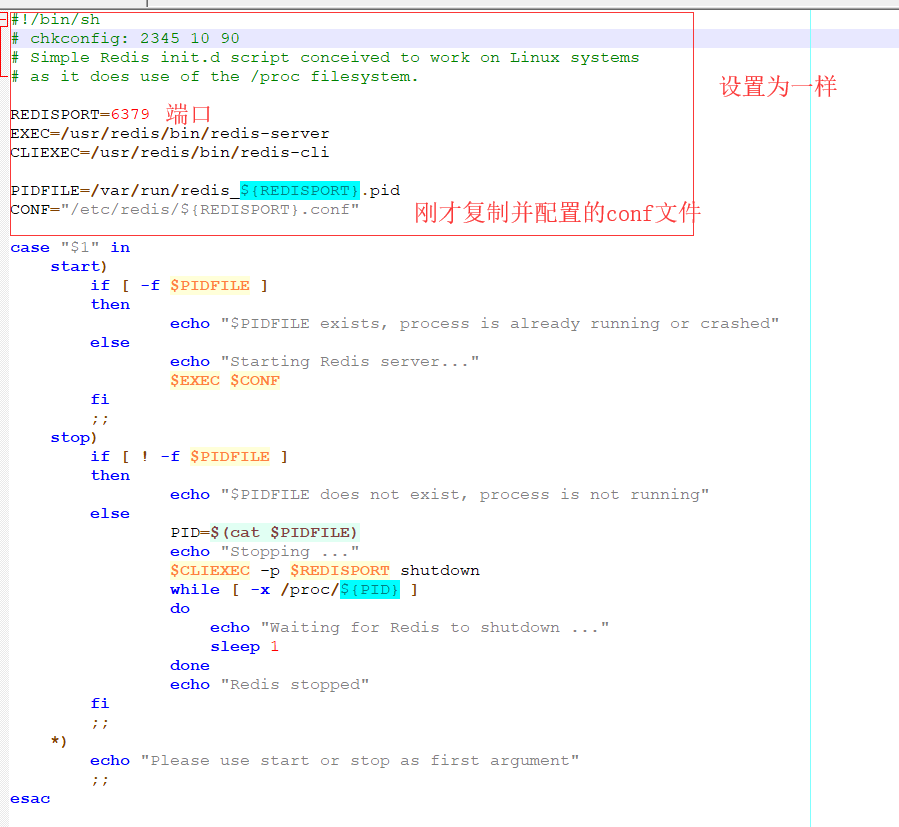 #!/bin/sh
# chkconfig: 2345 10 90
# Simple Redis init.d script conceived to work on Linux systems
# as it does use of the /proc filesystem.
设置为一样
REDISPORT=6379 端口
EXEC=/usr/redis/bin/redis-server
CLIEXEC=/usr/redis/bin/redis-cli
PIDFILE=/var/run/redis_${REDISPORT}.pid
CONF="/etc/redis/${REDISPORT}.conf" 刚才复制并配置的conf文件
case "$1" in
    start)
        if [ -f $PIDFILE ]
        then
                echo "$PIDFILE exists, process is already running or crashed"
        else
                echo "Starting Redis server..."
                $EXEC $CONF
        fi
        ;;
    stop)
        if [ ! -f $PIDFILE ]
        then
                echo "$PIDFILE does not exist, process is not running"
        else
                PID=$(cat $PIDFILE)
                echo "Stopping ..."
                $CLIEXEC -p $REDISPORT shutdown
                while [ -x /proc/${PID} ]
                do
                    echo "Waiting for Redis to shutdown ..."
                    sleep 1
                done
                echo "Redis stopped"
        fi
        ;;
    *)
        echo "Please use start or stop as first argument"
        ;;
esac